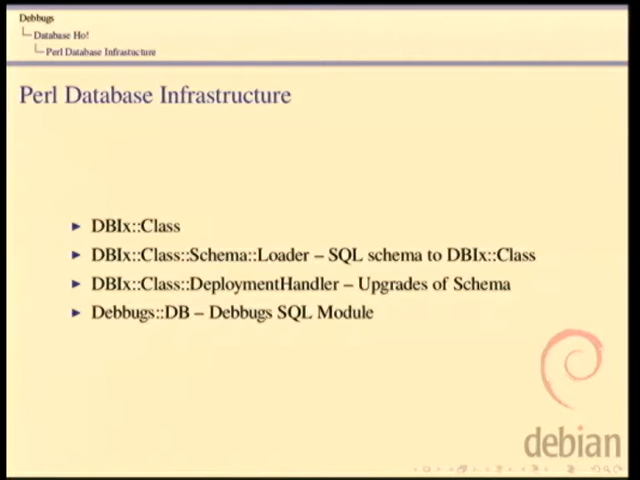 Debbugs
Database Ho!
Perl Database Infrastucture
Perl Database Infrastructure
DBIx::Class
DBIx::Class::Schema::Loader – SQL schema to DBIx::Class
DBIx::Class::DeploymentHandler – Upgrades of Schema
Debbugs::DB – Debbugs SQL Module
debian